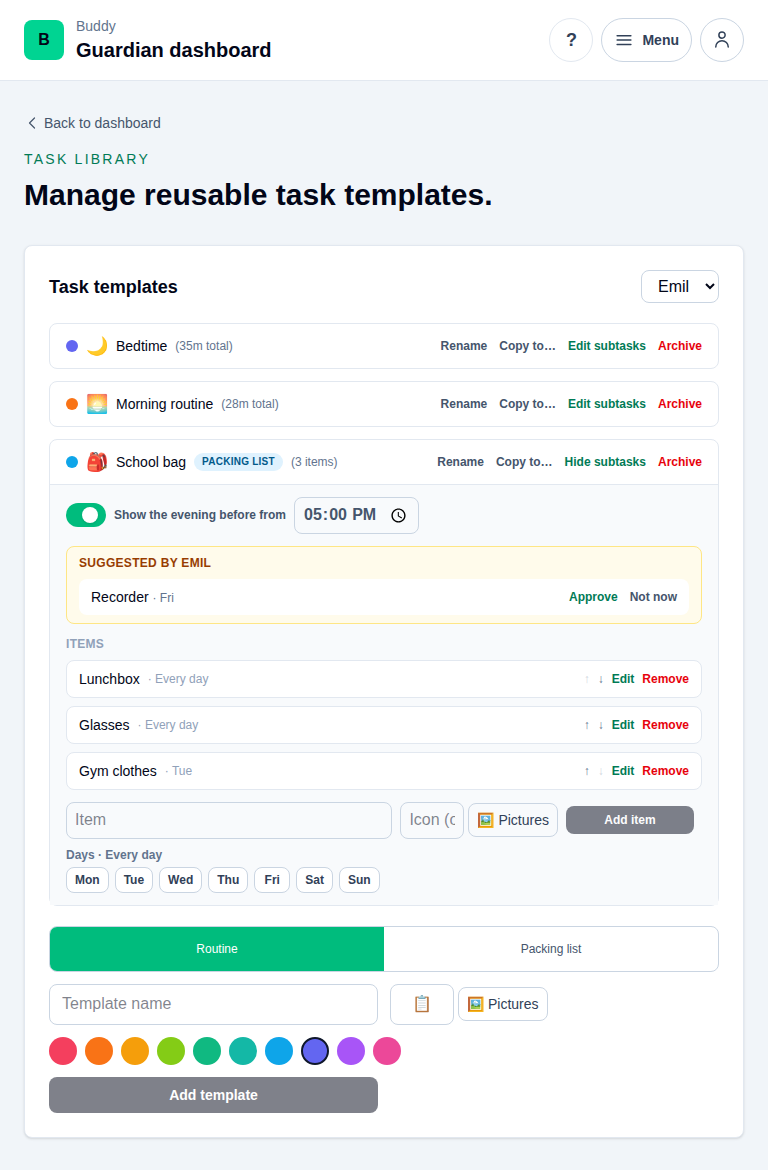 B
Buddy
Guardian dashboard
?
Menu
Back to dashboard
TASK LIBRARY
Manage reusable task templates.
Task templates
Emil
Bedtime (35m total) Rename Copy to… Edit subtasks Archive
Morning routine (28m total) Rename Copy to… Edit subtasks Archive
School bag PACKING LIST (3 items) Rename Copy to… Hide subtasks Archive
Show the evening before from 05:00 PM
SUGGESTED BY EMIL
Recorder · Fri Approve Not now
ITEMS
Lunchbox · Every day ↑ ↓ Edit Remove
Glasses · Every day ↑ ↓ Edit Remove
Gym clothes · Tue ↑ ↓ Edit Remove
Item Icon (c Pictures Add item
Days · Every day
Mon Tue Wed Thu Fri Sat Sun
Routine Packing list
Template name Pictures
Add template